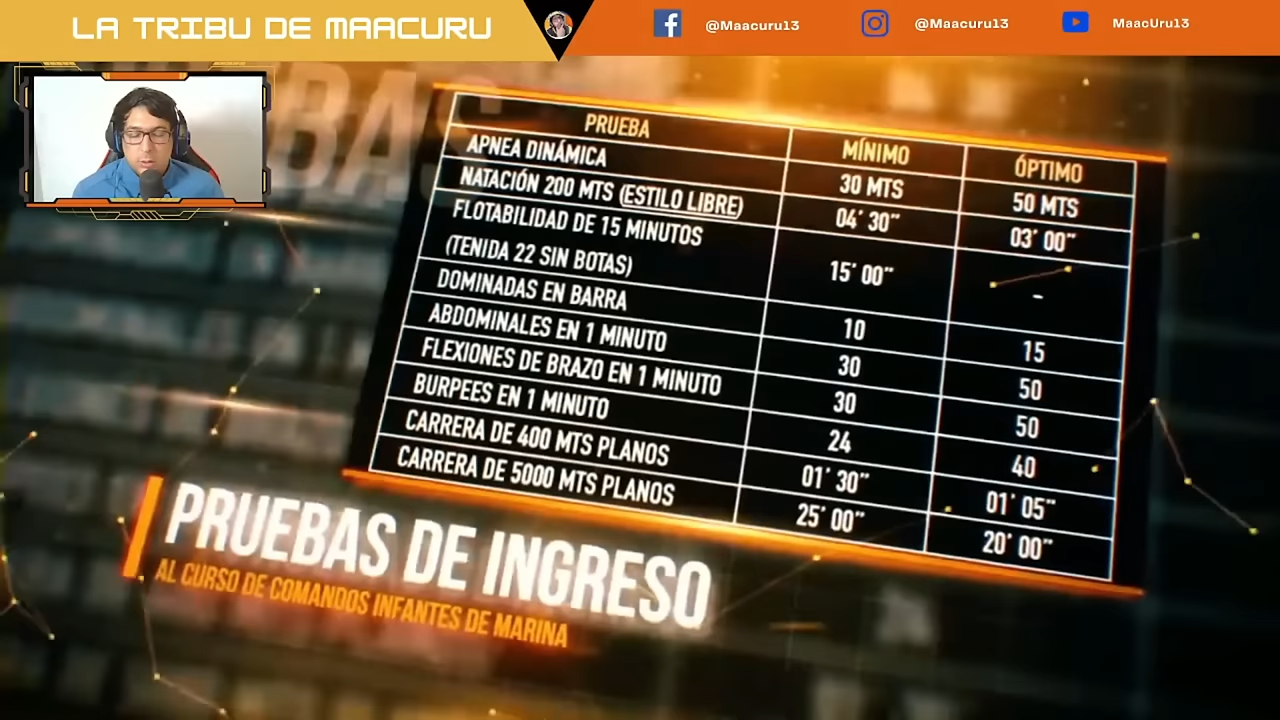 LA TRIBU DE MAACURU
@Maacuru13
@Maacuru13
MaacUru13
BAS
PRUEBA MÍNIMO ÓPTIMO
APNEA DINÁMICA 30 MTS 50 MTS
NATACIÓN 200 MTS (ESTILO LIBRE) 04' 30" 03' 00"
FLOTABILIDAD DE 15 MINUTOS
(TENIDA 22 SIN BOTAS) 15' 00" -
DOMINADAS EN BARRA 10 15
ABDOMINALES EN 1 MINUTO 30 50
FLEXIONES DE BRAZO EN 1 MINUTO 30 50
BURPEES EN 1 MINUTO 24 40
CARRERA DE 400 MTS PLANOS 01' 30" 01' 05"
CARRERA DE 5000 MTS PLANOS 25' 00" 20' 00"
PRUEBAS DE INGRESO
AL CURSO DE COMANDOS INFANTES DE MARINA